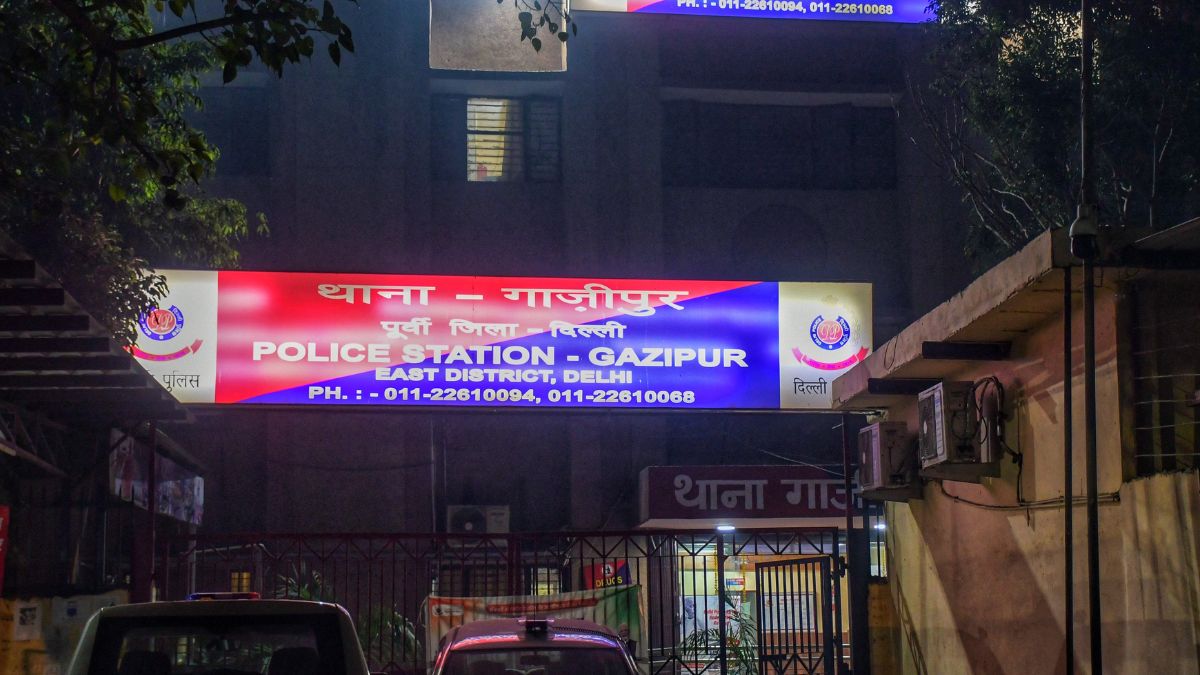 PH. : - 011-22610094, 011-22610068
थाना - गाज़ीपुर
पूर्वी जिला - दिल्ली
POLICE STATION - GAZIPUR
EAST DISTRICT, DELHI
PH. : - 011-22610094, 011-22610068
पुलिस
दिल्ली
थाना गाज़
DRUGS